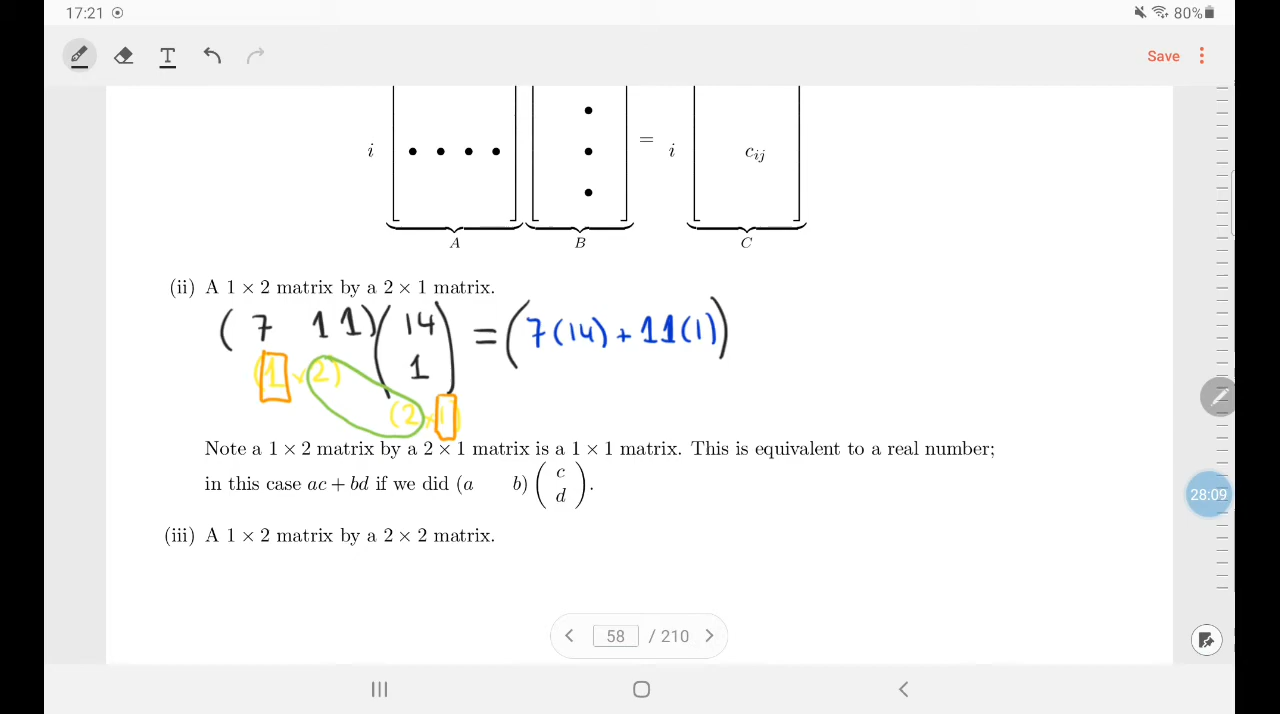 17:21 80%
T Save
i = i c_ij
A B C
(ii) A 1 × 2 matrix by a 2 × 1 matrix.
( 7 11)( 14 ) = (7(14) + 11(1))
1
(1 × 2)
(2 × 1)
Note a 1 × 2 matrix by a 2 × 1 matrix is a 1 × 1 matrix. This is equivalent to a real number;
in this case ac + bd if we did (a b) ( c
d ).
28:09
(iii) A 1 × 2 matrix by a 2 × 2 matrix.
58 / 210